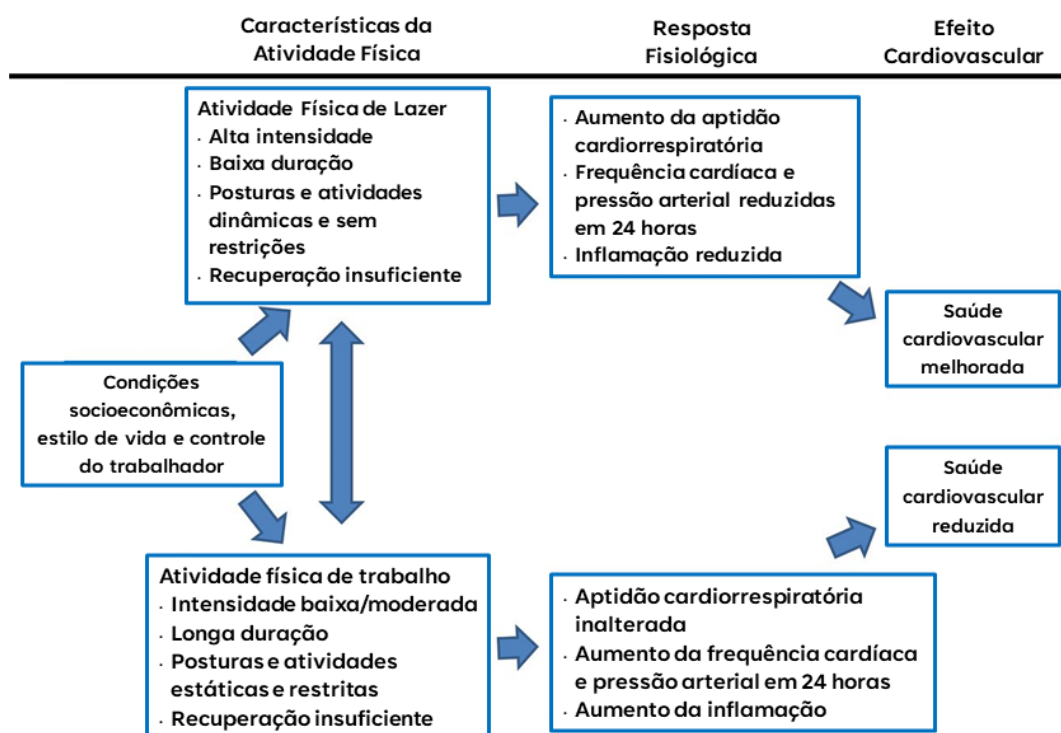 Características da
Atividade Física
Resposta
Fisiológica
Efeito
Cardiovascular
Atividade Física de Lazer
· Alta intensidade
· Baixa duração
· Posturas e atividades
dinâmicas e sem
restrições
· Recuperação insuficiente
· Aumento da aptidão
cardiorrespiratória
· Frequência cardíaca e
pressão arterial reduzidas
em 24 horas
· Inflamação reduzida
Saúde
cardiovascular
melhorada
Condições
socioeconômicas,
estilo de vida e controle
do trabalhador
Saúde
cardiovascular
reduzida
Atividade física de trabalho
· Intensidade baixa/moderada
· Longa duração
· Posturas e atividades
estáticas e restritas
· Recuperação insuficiente
· Aptidão cardiorrespiratória
inalterada
· Aumento da frequência cardíaca
e pressão arterial em 24 horas
· Aumento da inflamação